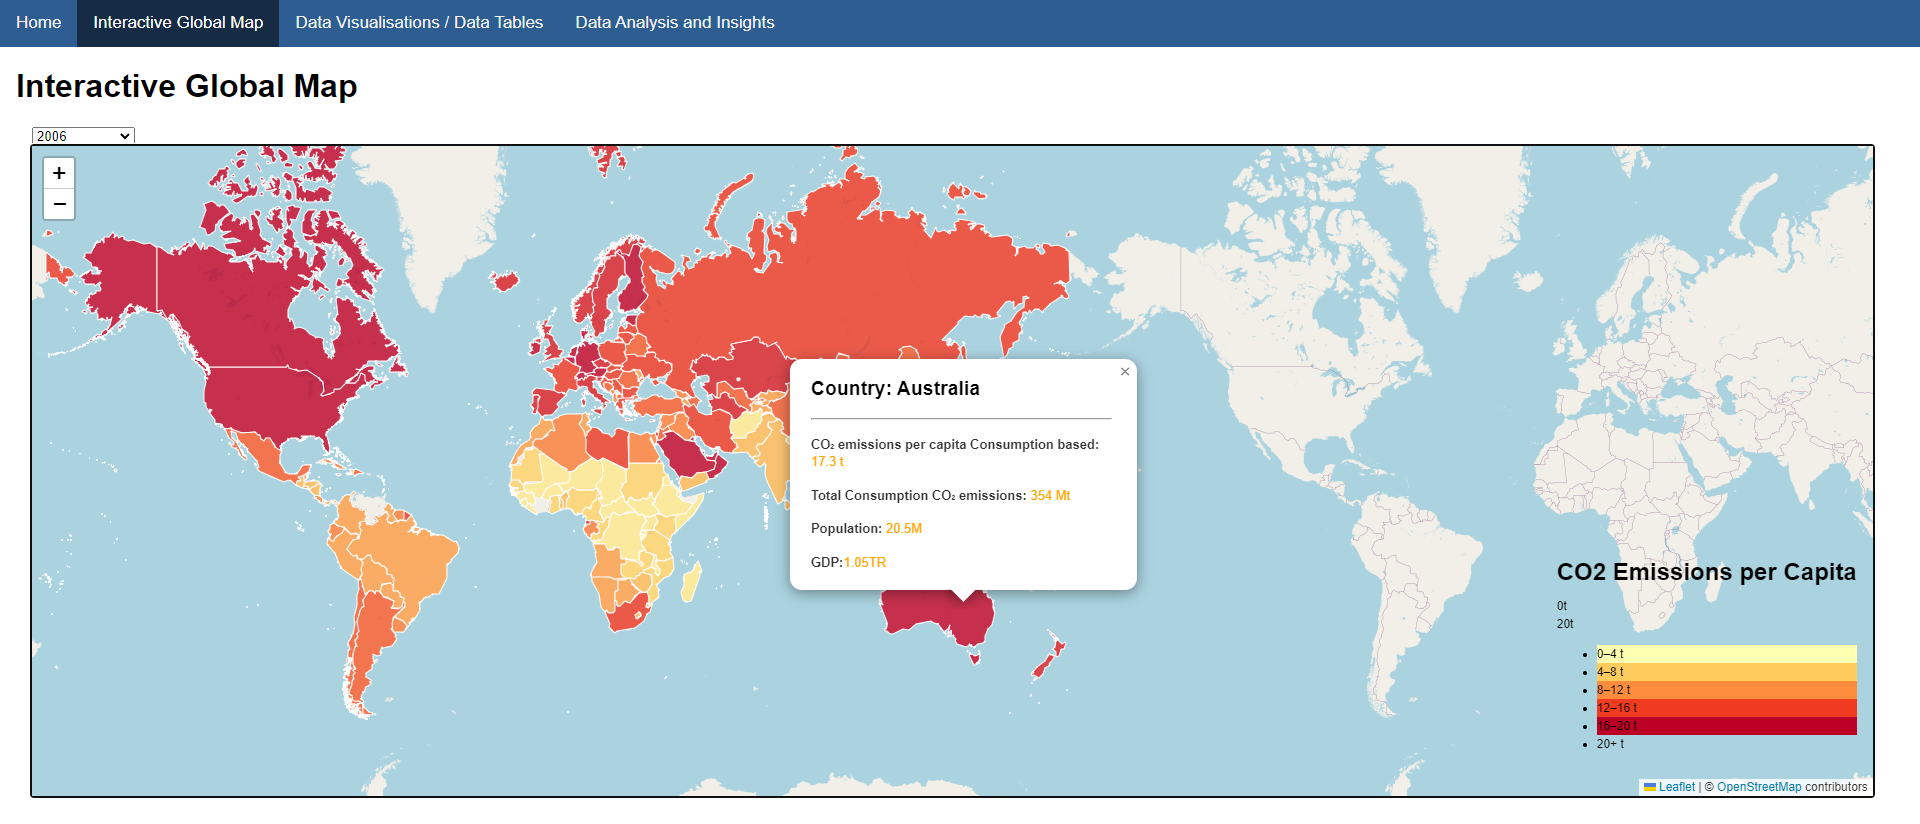 Home Interactive Global Map Data Visualisations / Data Tables Data Analysis and Insights
Interactive Global Map
2006
+
−
×
Country: Australia
CO₂ emissions per capita Consumption based:
17.3 t
Total Consumption CO₂ emissions: 354 Mt
Population: 20.5M
GDP:1.05TR
CO2 Emissions per Capita
0t
20t
0–4 t
4–8 t
8–12 t
12–16 t
16–20 t
20+ t
Leaflet | © OpenStreetMap contributors